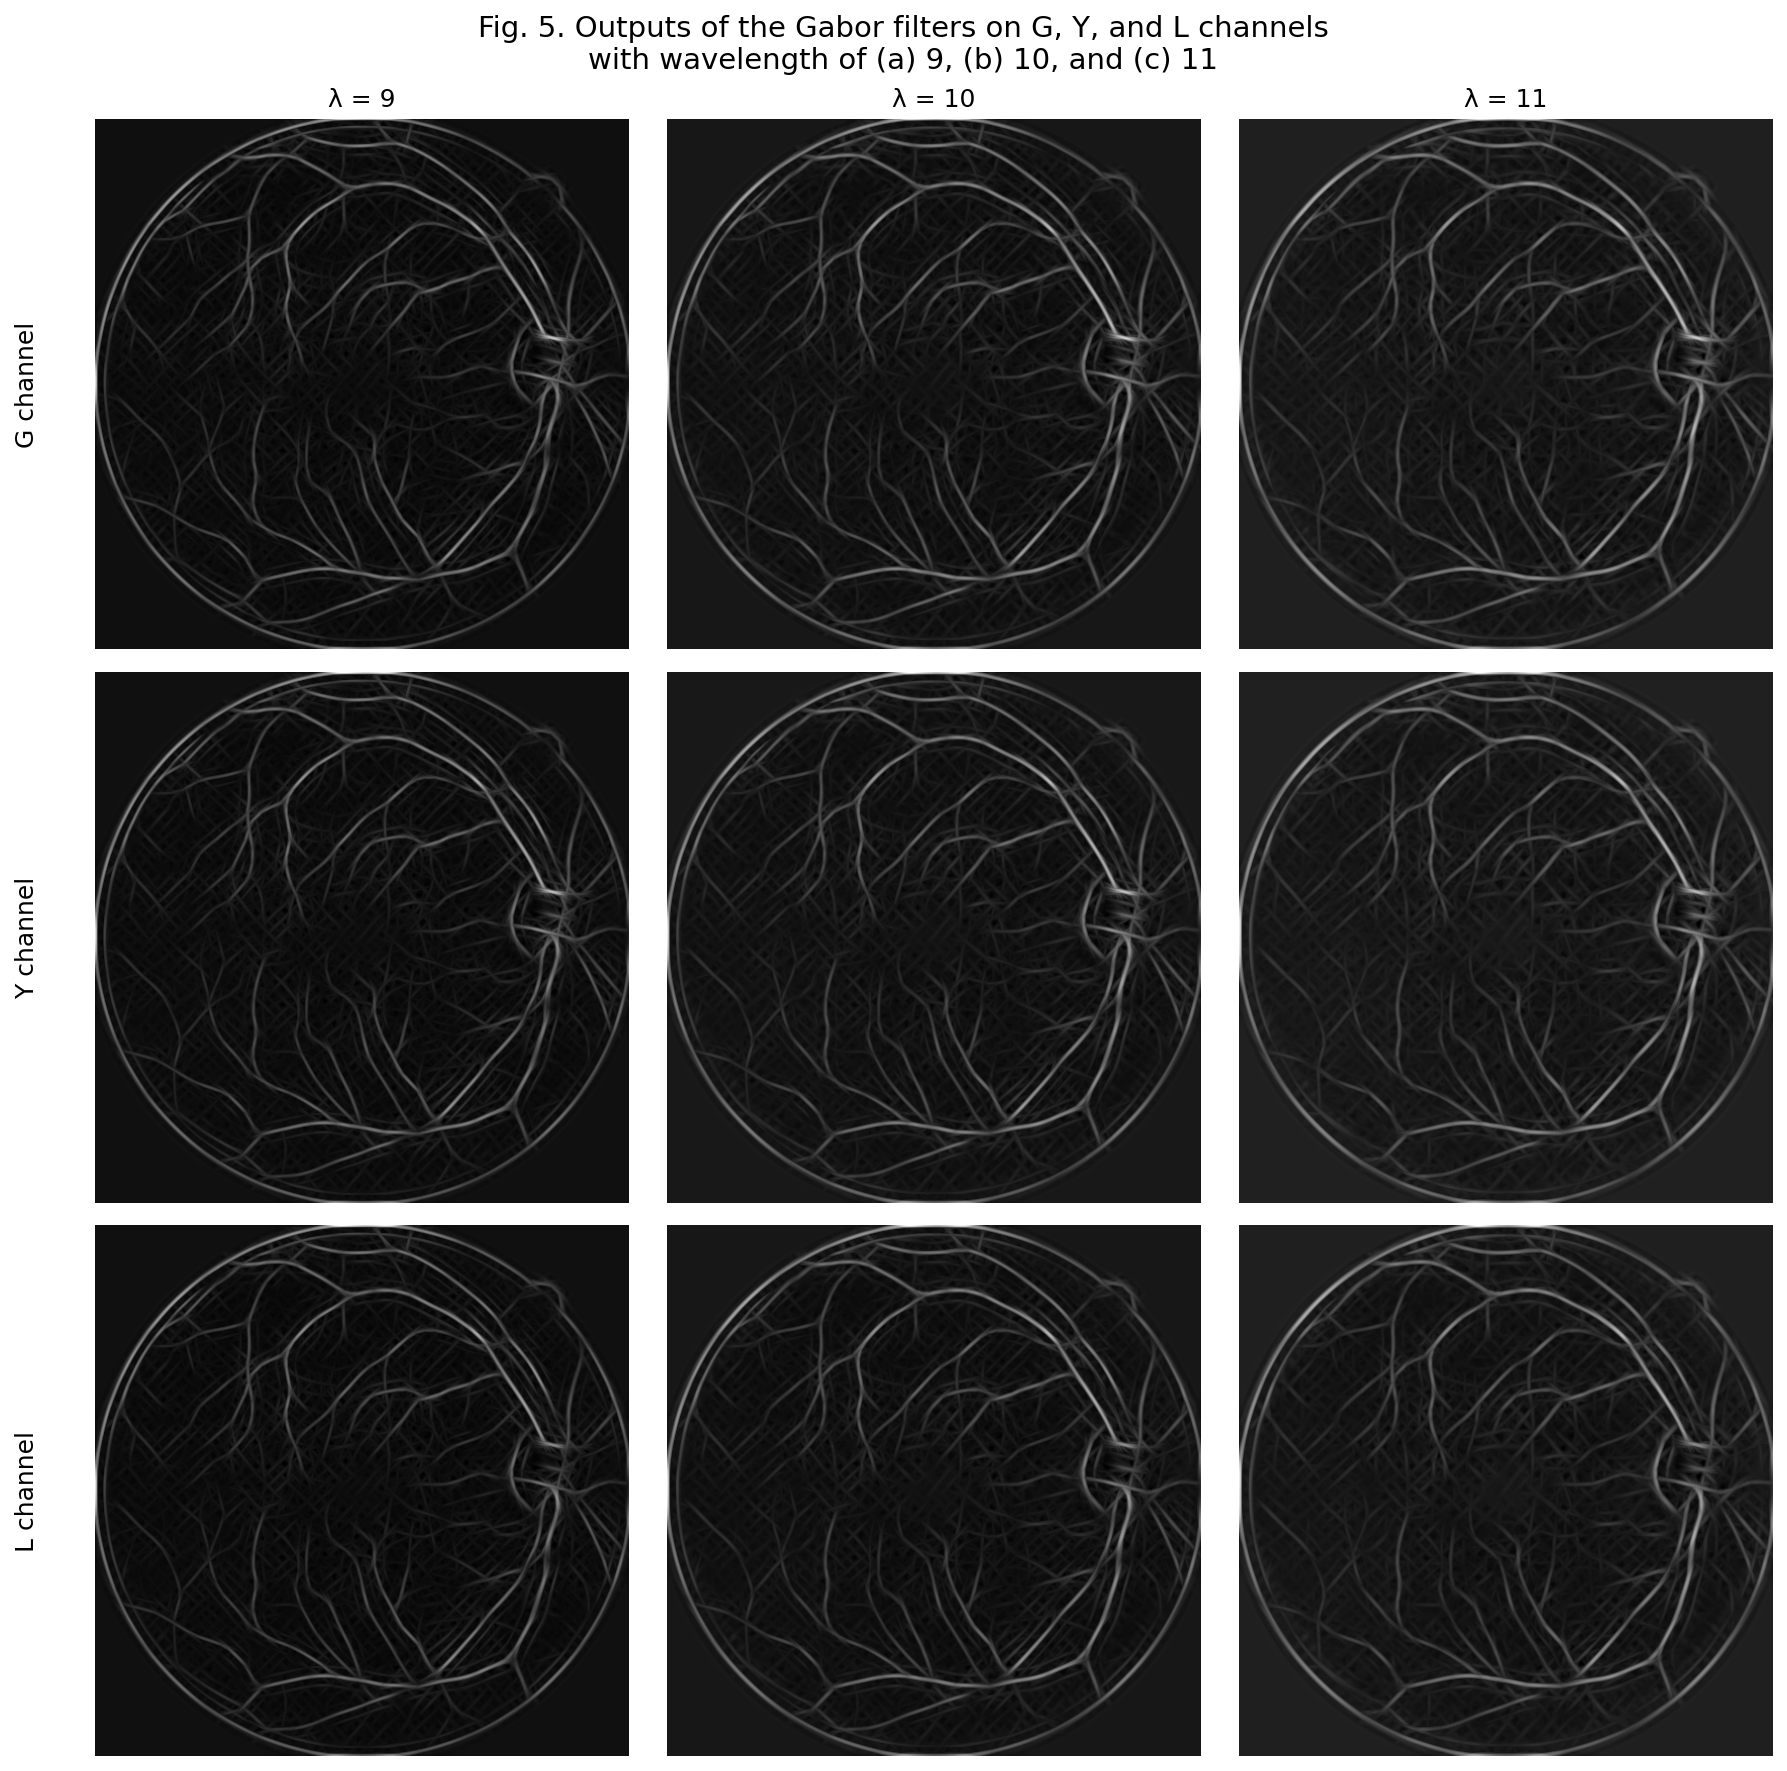 Fig. 5. Outputs of the Gabor filters on G, Y, and L channels
with wavelength of (a) 9, (b) 10, and (c) 11
λ = 9
λ = 10
λ = 11
G channel
Y channel
L channel